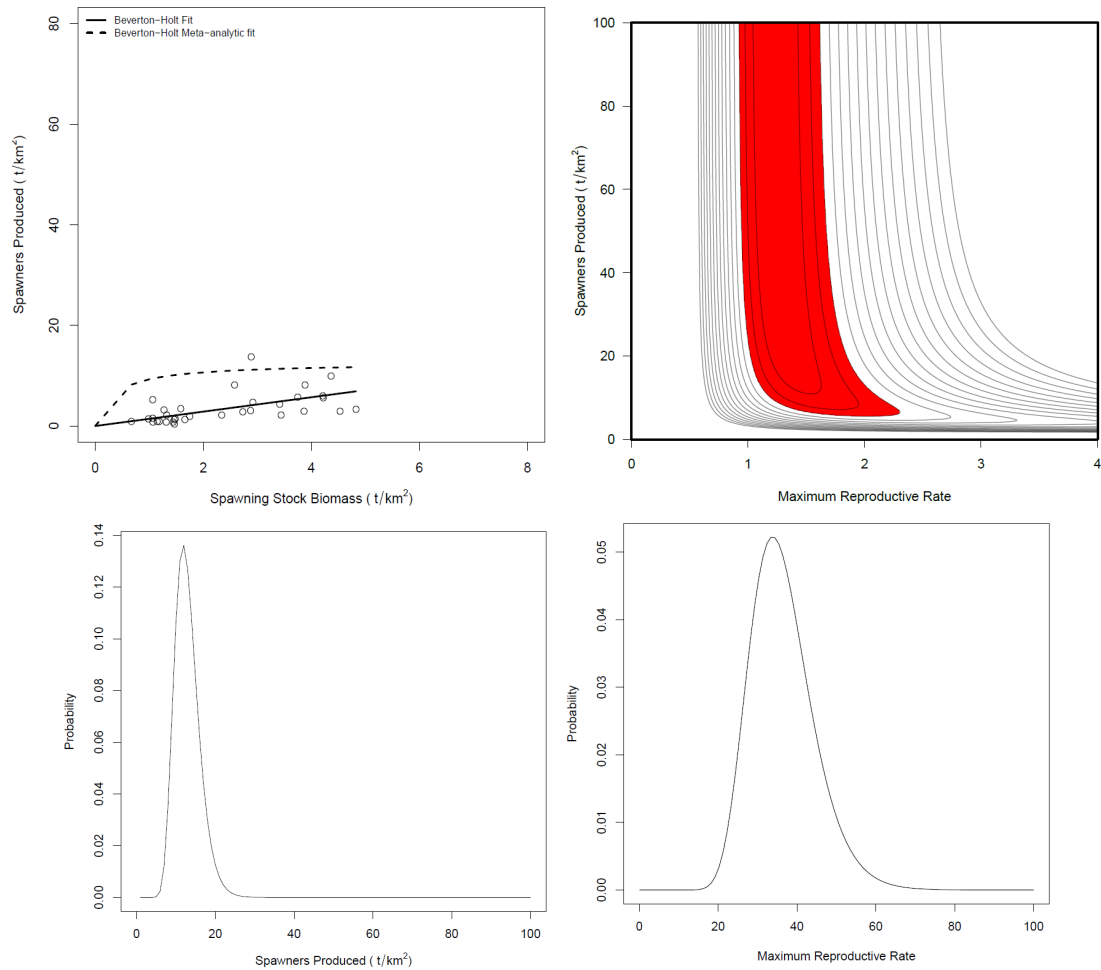 Beverton−Holt Fit
Beverton−Holt Meta−analytic fit
80
60
40
20
0
Spawners Produced ( t/km²)
0 2 4 6 8
Spawning Stock Biomass ( t/km²)
100
80
60
40
20
0
Spawners Produced ( t/km²)
0 1 2 3 4
Maximum Reproductive Rate
0.14
0.12
0.10
0.08
0.06
0.04
0.02
0.00
Probability
0 20 40 60 80 100
Spawners Produced ( t/km²)
0.05
0.04
0.03
0.02
0.01
0.00
Probability
0 20 40 60 80 100
Maximum Reproductive Rate